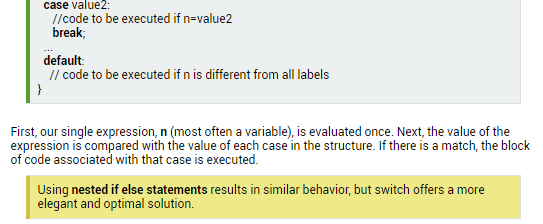 case value2:
//code to be executed if n=value2
break;
...
default:
// code to be executed if n is different from all labels
}
First, our single expression, n (most often a variable), is evaluated once. Next, the value of the
expression is compared with the value of each case in the structure. If there is a match, the block
of code associated with that case is executed.
Using nested if else statements results in similar behavior, but switch offers a more
elegant and optimal solution.